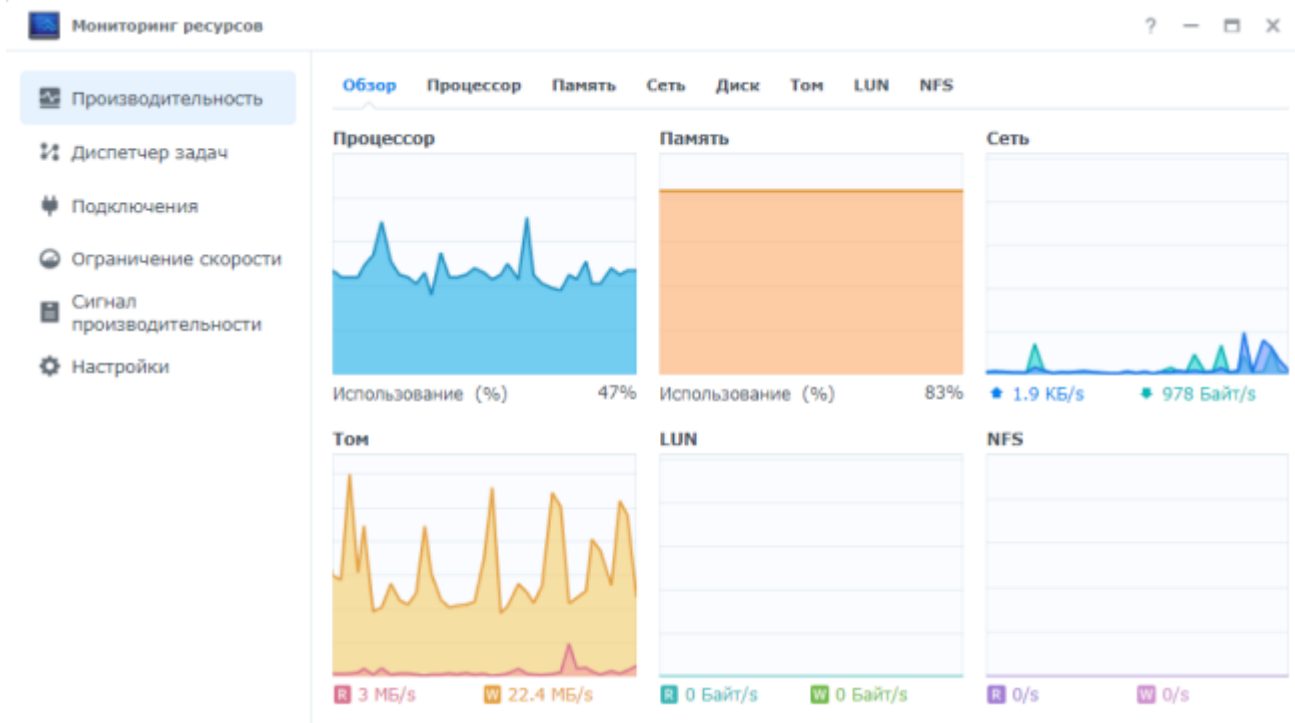 Мониторинг ресурсов
?
Производительность
Диспетчер задач
Подключения
Ограничение скорости
Сигнал
производительности
Настройки
Обзор Процессор Память Сеть Диск Том LUN NFS
Процессор
Использование (%) 47%
Память
Использование (%) 83%
Сеть
1.9 КБ/s 978 Байт/s
Том
R 3 МБ/s W 22.4 МБ/s
LUN
R 0 Байт/s W 0 Байт/s
NFS
R 0/s W 0/s